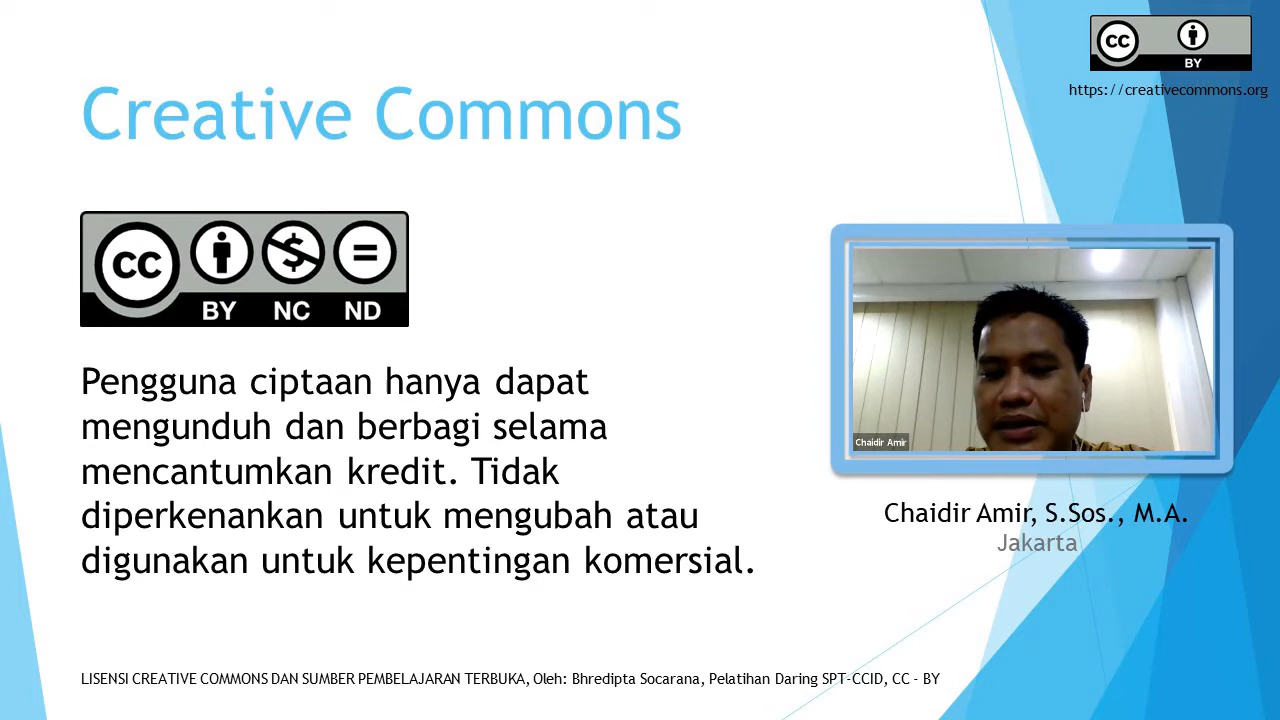 CC BY
https://creativecommons.org
Creative Commons
CC BY NC ND
Pengguna ciptaan hanya dapat
mengunduh dan berbagi selama
mencantumkan kredit. Tidak
diperkenankan untuk mengubah atau
digunakan untuk kepentingan komersial.
Chaidir Amir
Chaidir Amir, S.Sos., M.A.
Jakarta
LISENSI CREATIVE COMMONS DAN SUMBER PEMBELAJARAN TERBUKA, Oleh: Bhredipta Socarana, Pelatihan Daring SPT-CCID, CC - BY